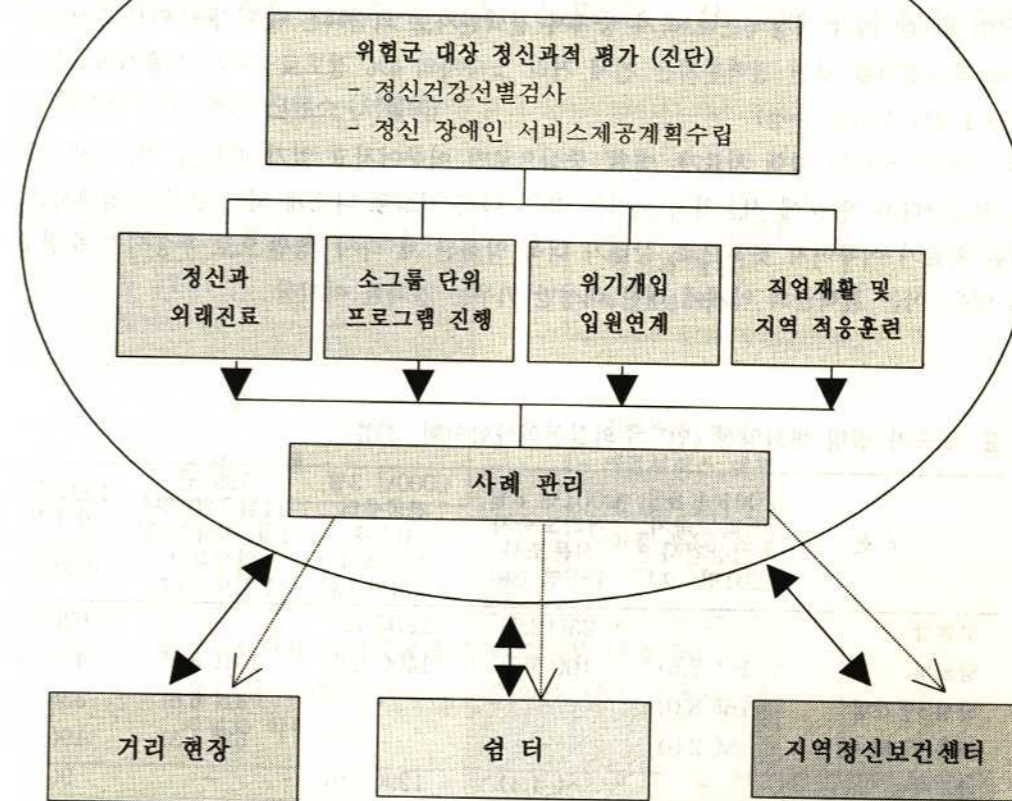 위험군 대상 정신과적 평가 (진단)
- 정신건강선별검사
- 정신 장애인 서비스제공계획수립
정신과
외래진료
소그룹 단위
프로그램 진행
위기개입
입원연계
직업재활 및
지역 적응훈련
사례 관리
거리 현장
쉼 터
지역정신보건센터